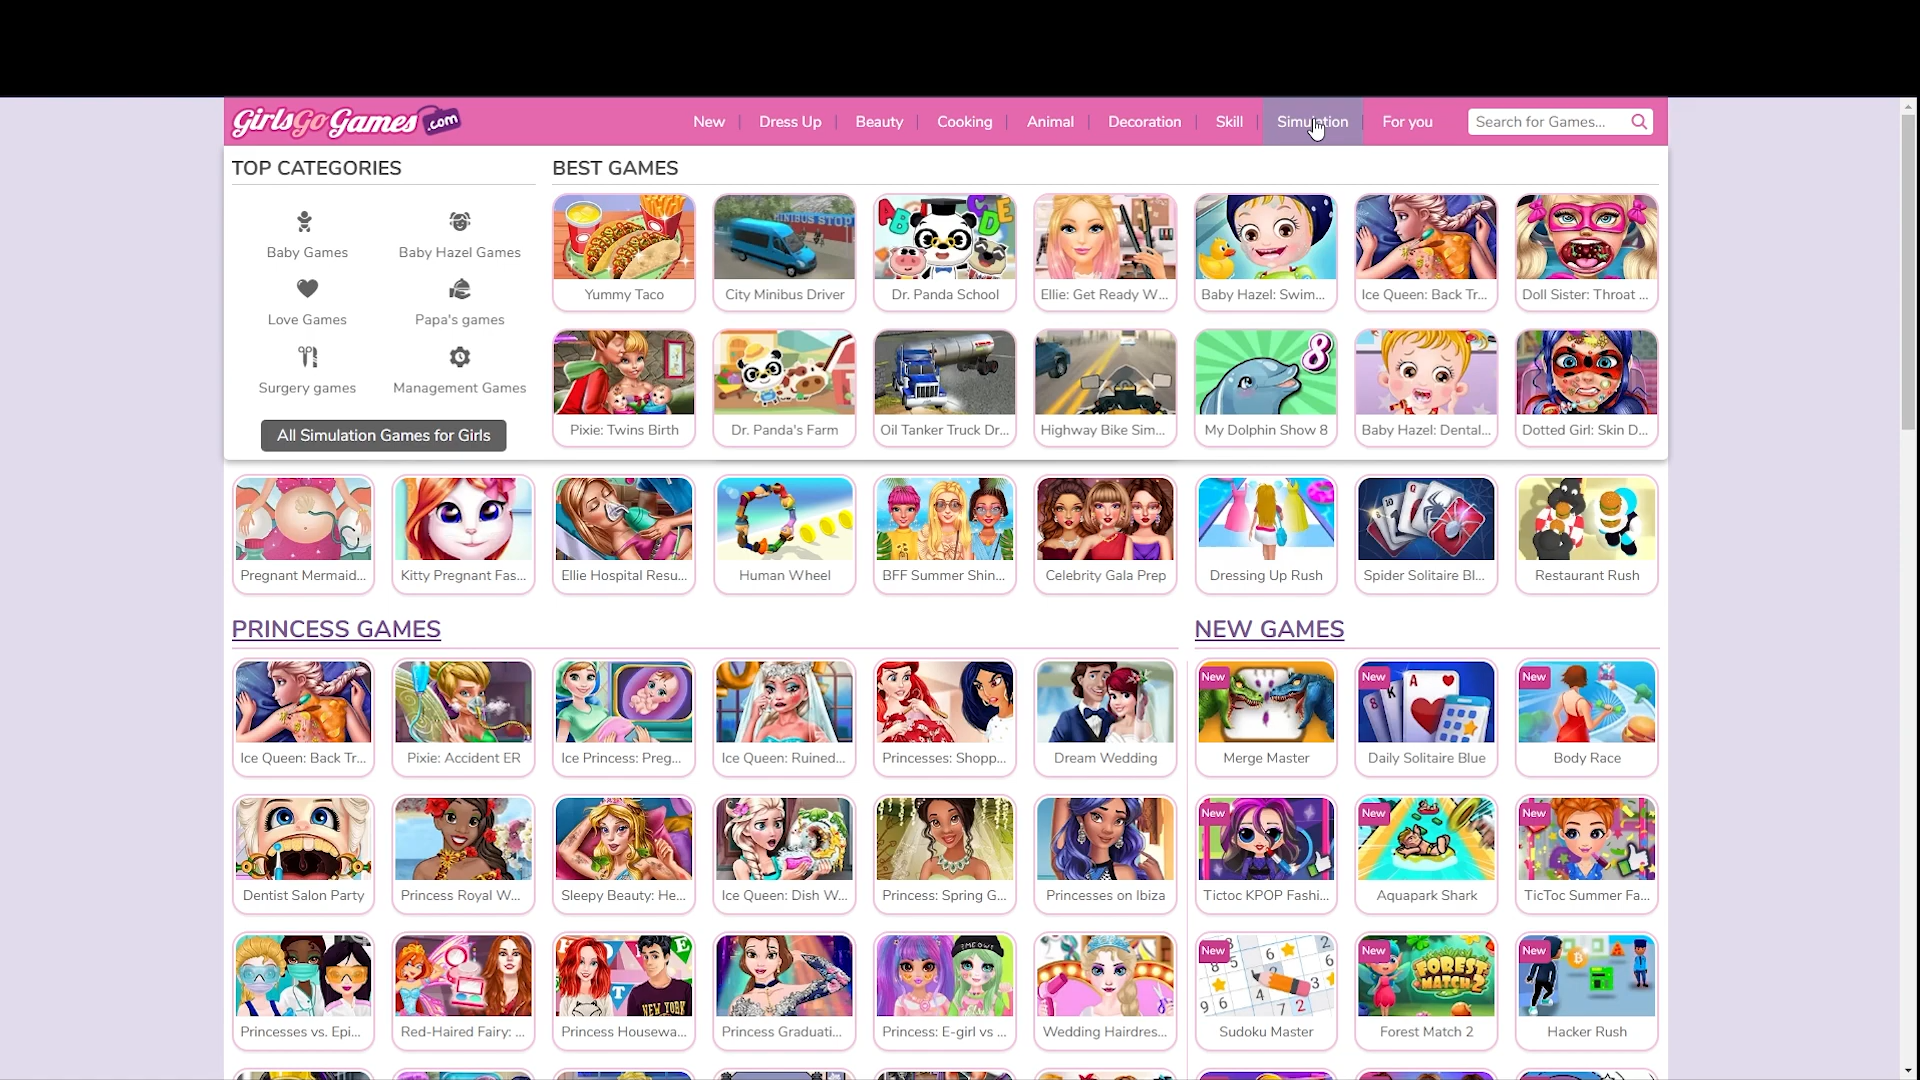 GirlsGoGames.com
New
Dress Up
Beauty
Cooking
Animal
Decoration
Skill
Simulation
For you
Search for Games...
TOP CATEGORIES
Baby Games
Baby Hazel Games
Love Games
Papa's games
Surgery games
Management Games
All Simulation Games for Girls
BEST GAMES
MINIBUS STOP
Yummy Taco
City Minibus Driver
Dr. Panda School
Ellie: Get Ready W...
Baby Hazel: Swim...
Ice Queen: Back Tr...
Doll Sister: Throat ...
8
Pixie: Twins Birth
Dr. Panda's Farm
Oil Tanker Truck Dr...
Highway Bike Sim...
My Dolphin Show 8
Baby Hazel: Dental...
Dotted Girl: Skin D...
Pregnant Mermaid...
Kitty Pregnant Fas...
Ellie Hospital Resu...
Human Wheel
BFF Summer Shin...
Celebrity Gala Prep
Dressing Up Rush
Spider Solitaire Bl...
Restaurant Rush
PRINCESS GAMES
Ice Queen: Back Tr...
Pixie: Accident ER
Ice Princess: Preg...
Ice Queen: Ruined...
Princesses: Shopp...
Dream Wedding
Dentist Salon Party
Princess Royal W...
Sleepy Beauty: He...
Ice Queen: Dish W...
Princess: Spring G...
Princesses on Ibiza
NEW YORK
MEOW
Princesses vs. Epi...
Red-Haired Fairy: ...
Princess Housewa...
Princess Graduati...
Princess: E-girl vs ...
Wedding Hairdres...
NEW GAMES
New
New
New
Merge Master
Daily Solitaire Blue
Body Race
New
New
New
Tictoc KPOP Fashi...
Aquapark Shark
TicToc Summer Fa...
New
New
New
FOREST
MATCH 2
Sudoku Master
Forest Match 2
Hacker Rush